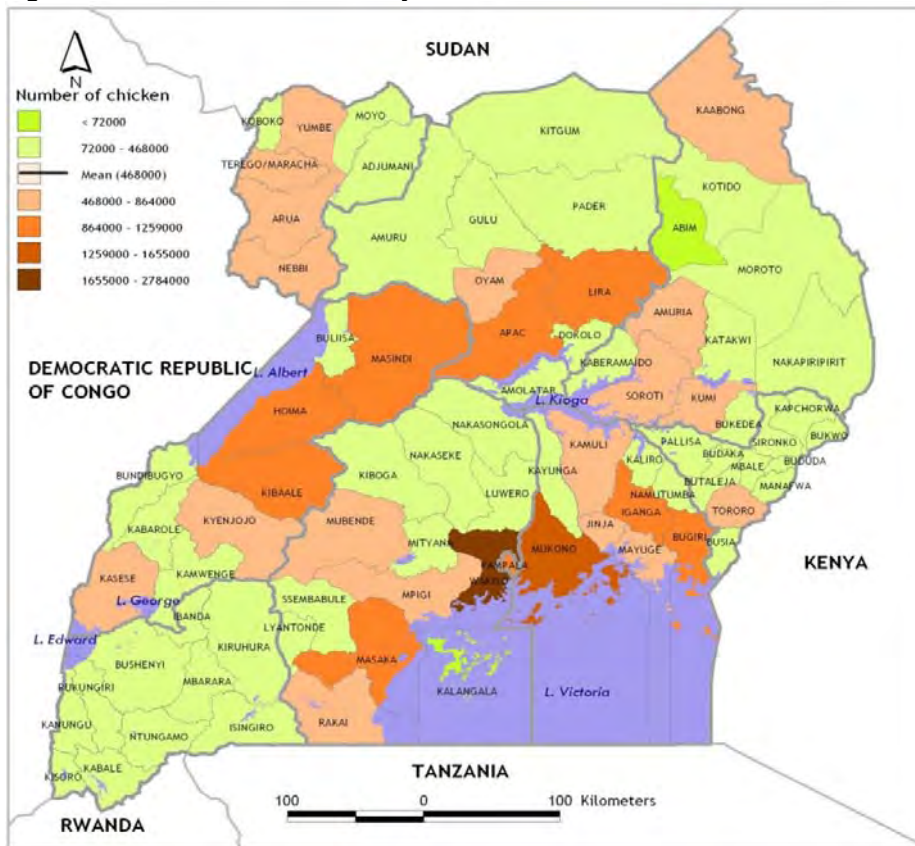 SUDAN
N
Number of chicken
< 72000
72000 - 468000
Mean (468000)
468000 - 864000
864000 - 1259000
1259000 - 1655000
1655000 - 2784000
KAABONG
KOBOKO
YUMBE
MOYO
KITGUM
TEREGO/MARACHA
ADJUMANI
KOTIDO
ARUA
GULU
PADER
ABIM
AMURU
NEBBI
MOROTO
OYAM
LIRA
AMURIA
BULIISA
APAC
DOKOLO
KATAKWI
MASINDI
KABERAMAIDO
NAKAPIRIPIRIT
DEMOCRATIC REPUBLIC
OF CONGO
L. Albert
AMOLATAR
L. Kioga
SOROTI
KUMI
HOIMA
BUKEDEA
KAPCHORWA
NAKASONGOLA
KAMULI
PALLISA
SIRONKO
BUKWO
BUNDIBUGYO
KIBOGA
NAKASEKE
KAYUNGA
KALIRO
BUDAKA
BUDUDA
MBALE
KIBAALE
LUWERO
NAMUTUMBA
BUTALEJA
MANAFWA
KABAROLE
KYENJOJO
MUBENDE
IGANGA
TORORO
MITYANA
JINJA
BUGIRI
KASESE
KAMWENGE
KAMPALA
MUKONO
MAYUGE
BUSIA
WAKISO
KENYA
L. George
MPIGI
SSEMBABULE
IBANDA
LYANTONDE
L. Edward
KIRUHURA
BUSHENYI
MASAKA
RUKUNGIRI
MBARARA
KALANGALA
L. Victoria
KANUNGU
NTUNGAMO
ISINGIRO
RAKAI
KISORO
KABALE
TANZANIA
100 0 100 Kilometers
RWANDA